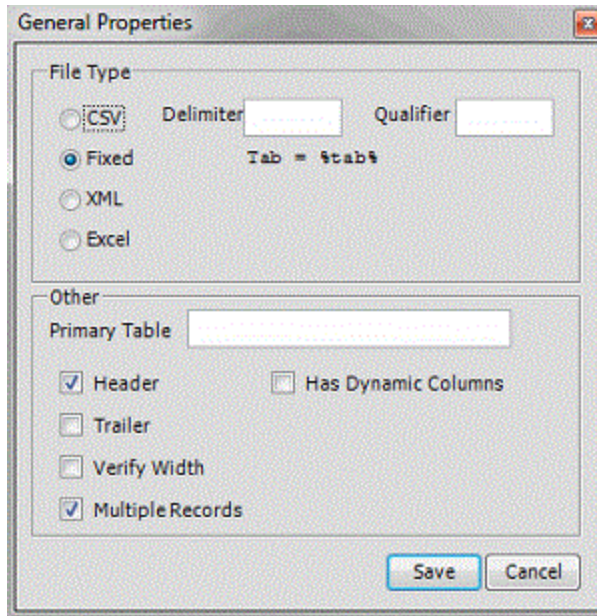 General Properties
File Type
CSV Delimiter Qualifier
Fixed Tab = %tab%
XML
Excel
Other
Primary Table
Header Has Dynamic Columns
Trailer
Verify Width
Multiple Records
Save Cancel